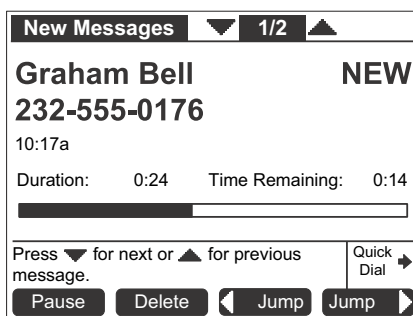 New Messages ▼ 1/2 ▲
Graham Bell NEW
232-555-0176
10:17a
Duration: 0:24 Time Remaining: 0:14
Press ▼ for next or ▲ for previous
message.
Quick
Dial
Pause Delete Jump Jump